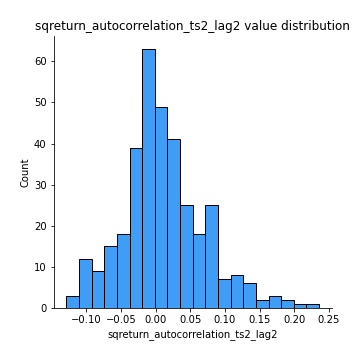 sqreturn_autocorrelation_ts2_lag2 value distribution
Count
60
50
40
30
20
10
0
−0.10 −0.05 0.00 0.05 0.10 0.15 0.20 0.25
sqreturn_autocorrelation_ts2_lag2